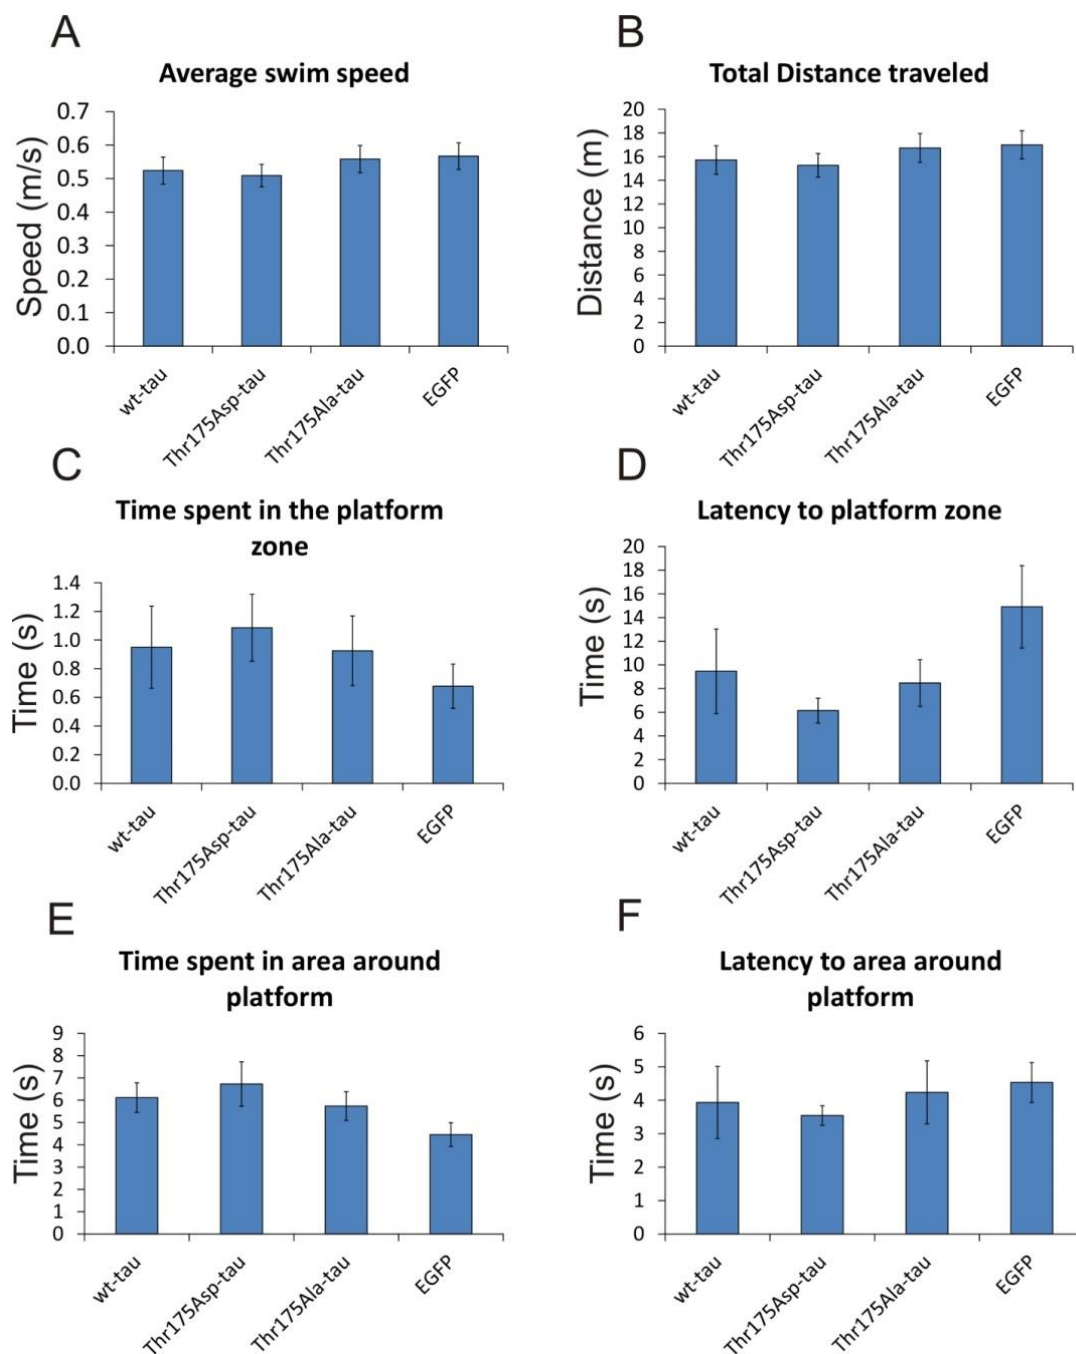 A
Average swim speed
Speed (m/s)
0.7
0.6
0.5
0.4
0.3
0.2
0.1
0.0
wt-tau
Thr175Asp-tau
Thr175Ala-tau
EGFP
B
Total Distance traveled
Distance (m)
20
18
16
14
12
10
8
6
4
2
0
wt-tau
Thr175Asp-tau
Thr175Ala-tau
EGFP
C
Time spent in the platform
zone
Time (s)
1.4
1.2
1.0
0.8
0.6
0.4
0.2
0.0
wt-tau
Thr175Asp-tau
Thr175Ala-tau
EGFP
D
Latency to platform zone
Time (s)
20
18
16
14
12
10
8
6
4
2
0
wt-tau
Thr175Asp-tau
Thr175Ala-tau
EGFP
E
Time spent in area around
platform
Time (s)
9
8
7
6
5
4
3
2
1
0
wt-tau
Thr175Asp-tau
Thr175Ala-tau
EGFP
F
Latency to area around
platform
Time (s)
6
5
4
3
2
1
0
wt-tau
Thr175Asp-tau
Thr175Ala-tau
EGFP